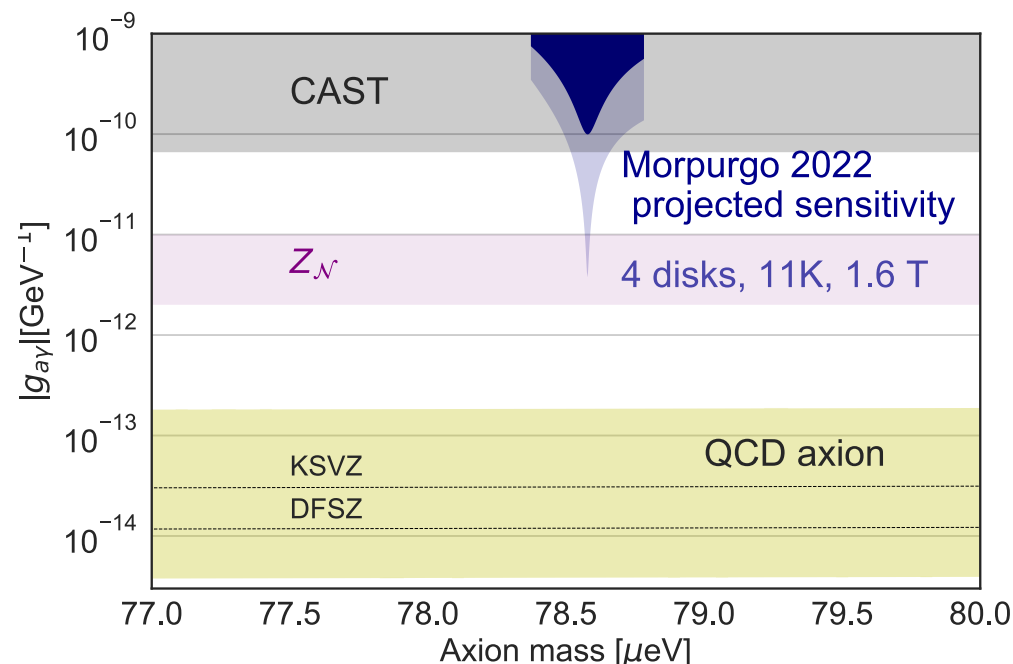 10⁻⁹
CAST
10⁻¹⁰
Morpurgo 2022
projected sensitivity
10⁻¹¹
Z𝒩
4 disks, 11K, 1.6 T
10⁻¹²
|gₐᵧ|[GeV⁻¹]
10⁻¹³
QCD axion
KSVZ
DFSZ
10⁻¹⁴
77.0 77.5 78.0 78.5 79.0 79.5 80.0
Axion mass [μeV]